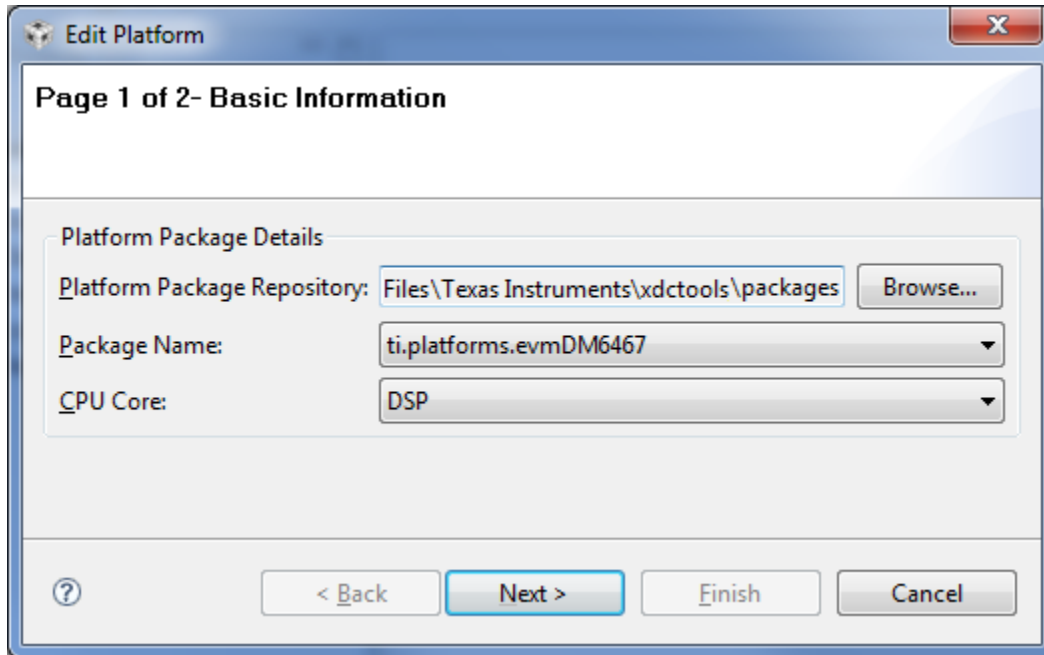 Edit Platform
Page 1 of 2- Basic Information
Platform Package Details
Platform Package Repository: Files\Texas Instruments\xdctools\packages Browse...
Package Name: ti.platforms.evmDM6467
CPU Core: DSP
? < Back Next > Finish Cancel